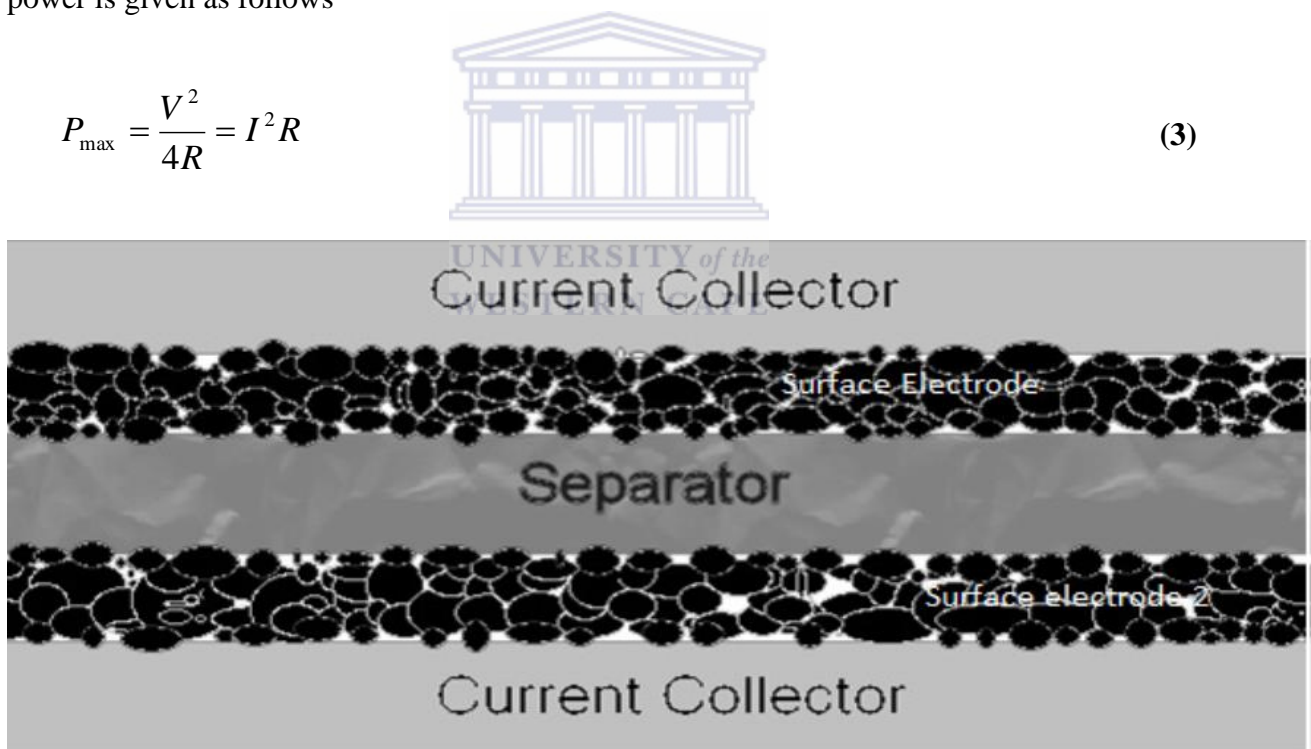 power is given as follows
P_max = V^2 / 4R = I^2 R (3)
UNIVERSITY of the
WESTERN CAPE
Current Collector
Surface Electrode
Separator
Surface electrode 2
Current Collector